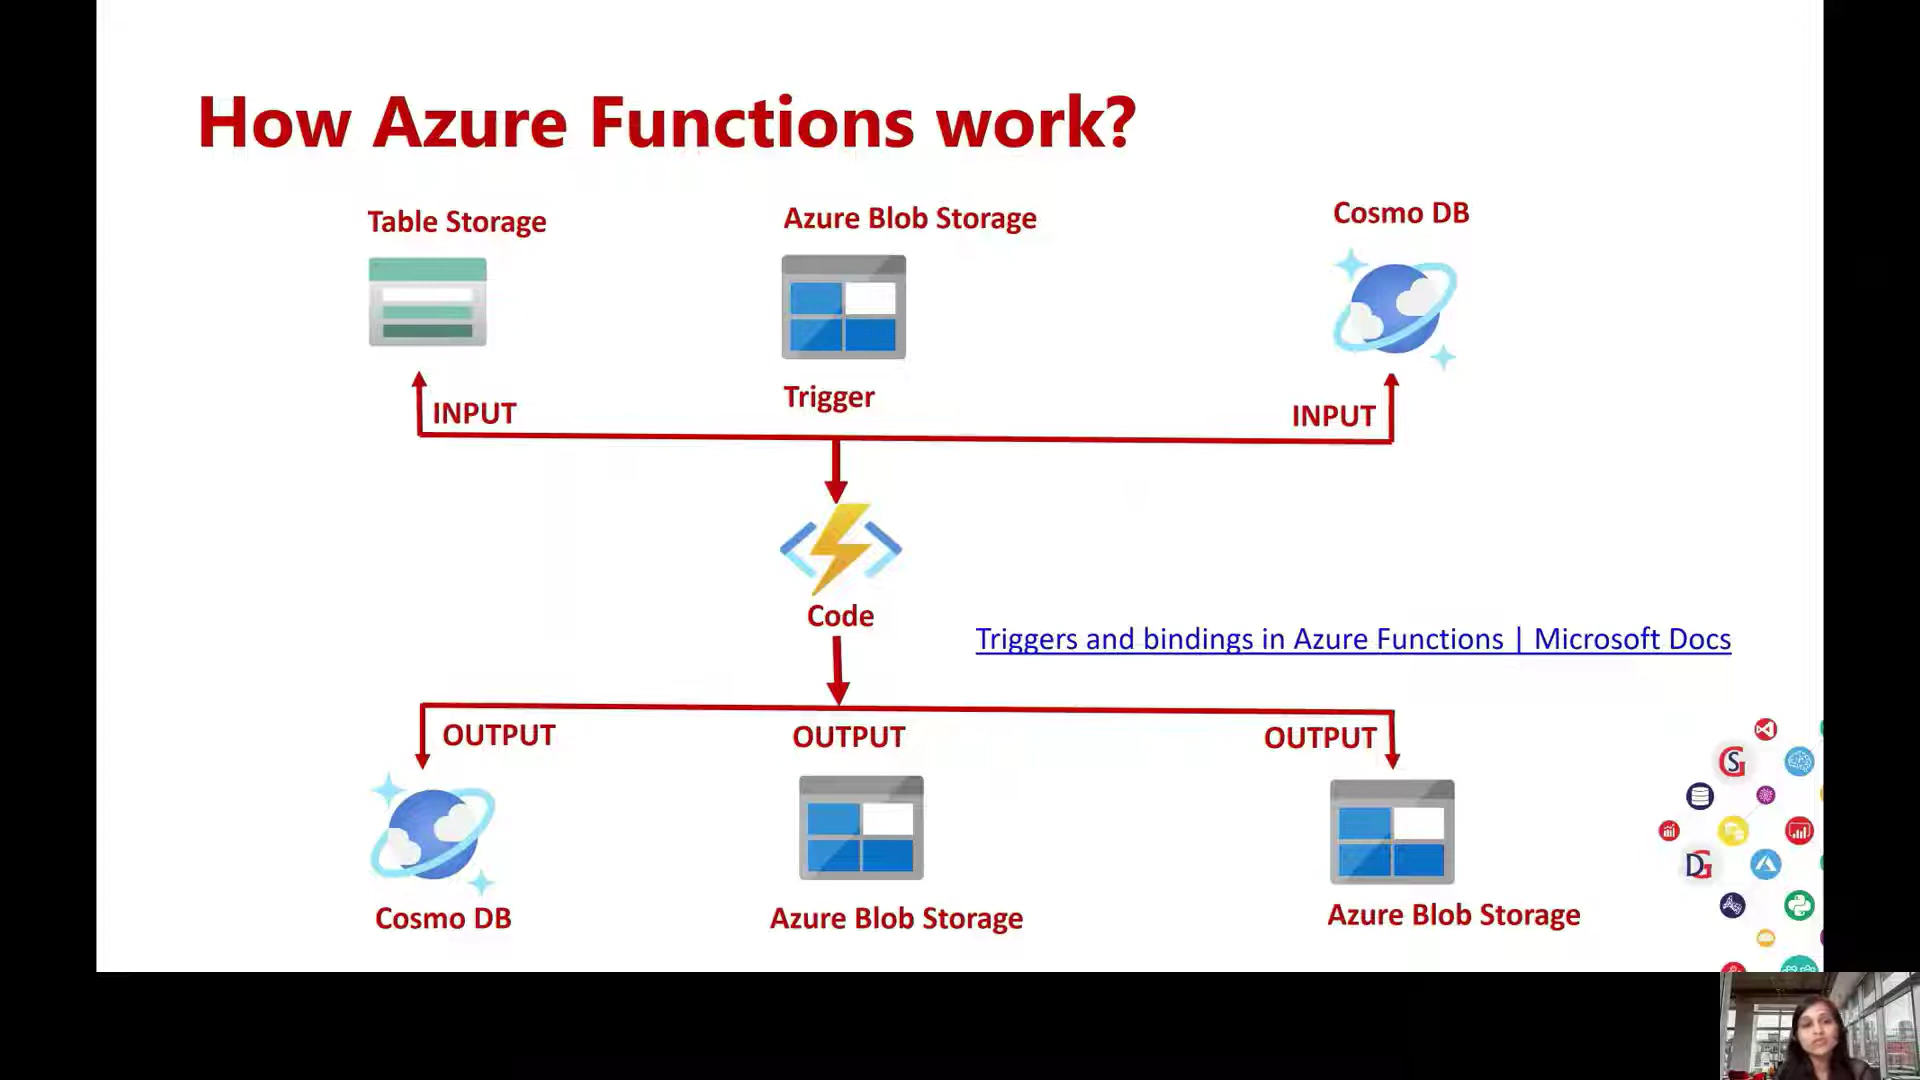 How Azure Functions work?
Table Storage
Azure Blob Storage
Cosmo DB
Trigger
INPUT
INPUT
Code
Triggers and bindings in Azure Functions | Microsoft Docs
OUTPUT
OUTPUT
OUTPUT
Cosmo DB
Azure Blob Storage
Azure Blob Storage